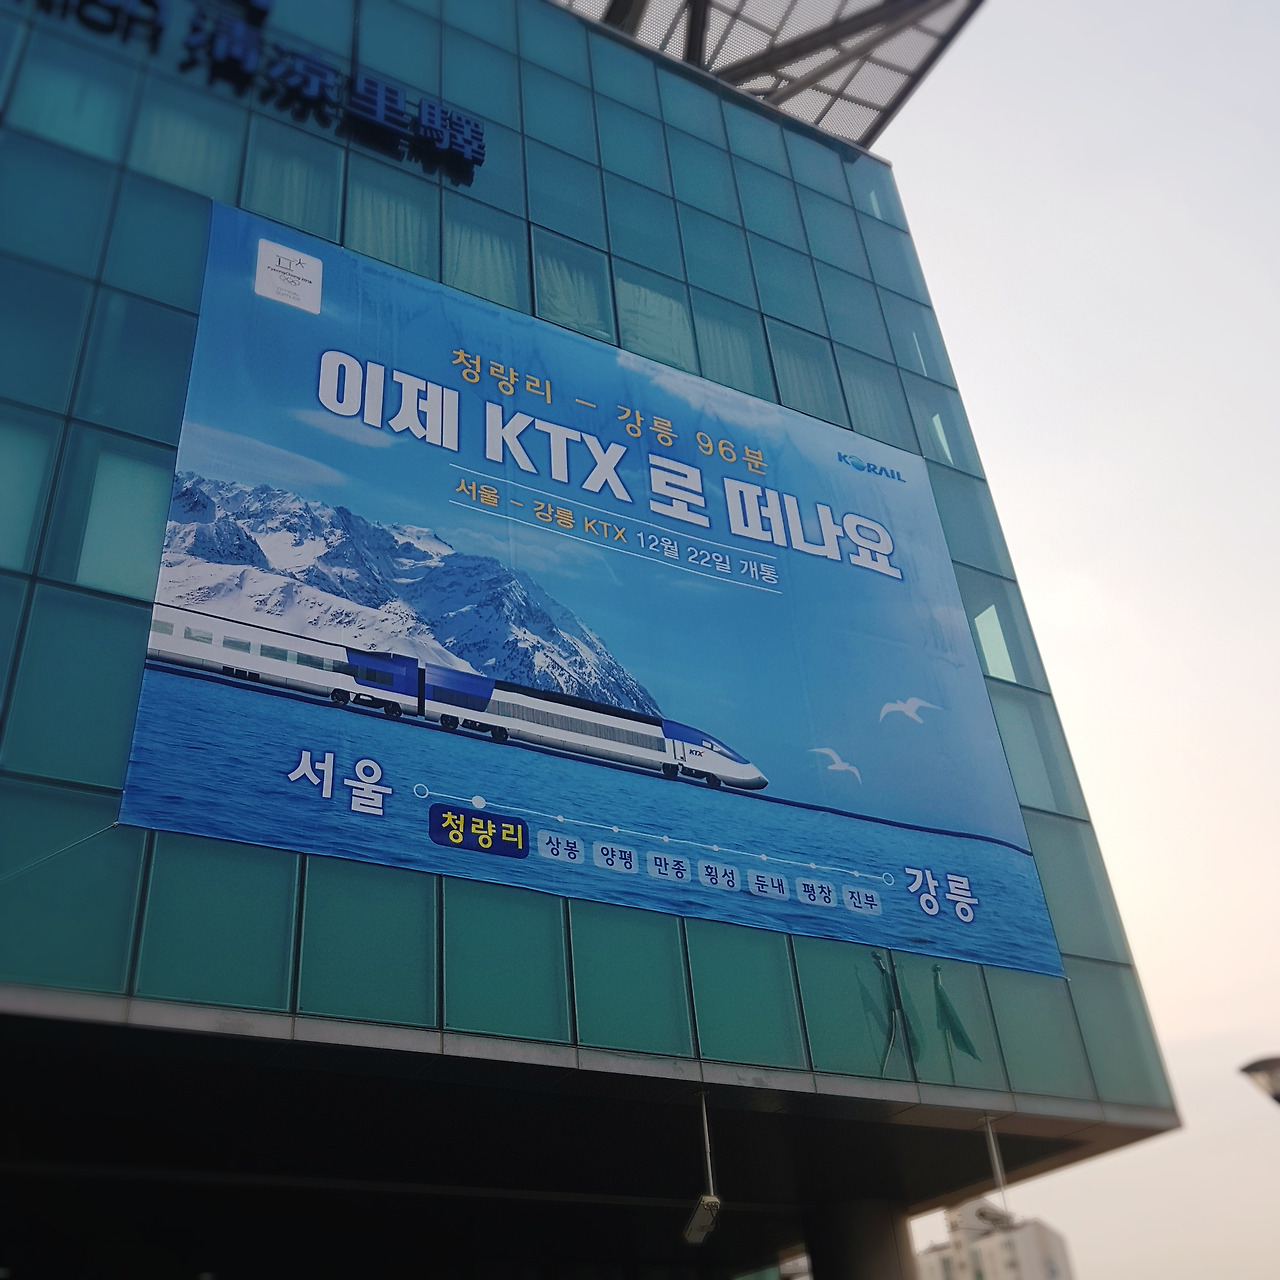 淸凉里驛
PyeongChang 2018
청량리 - 강릉 96분
이제 KTX 로 떠나요
KORAIL
서울 - 강릉 KTX 12월 22일 개통
KTX
서울
청량리 상봉 양평 만종 횡성 둔내 평창 진부
강릉